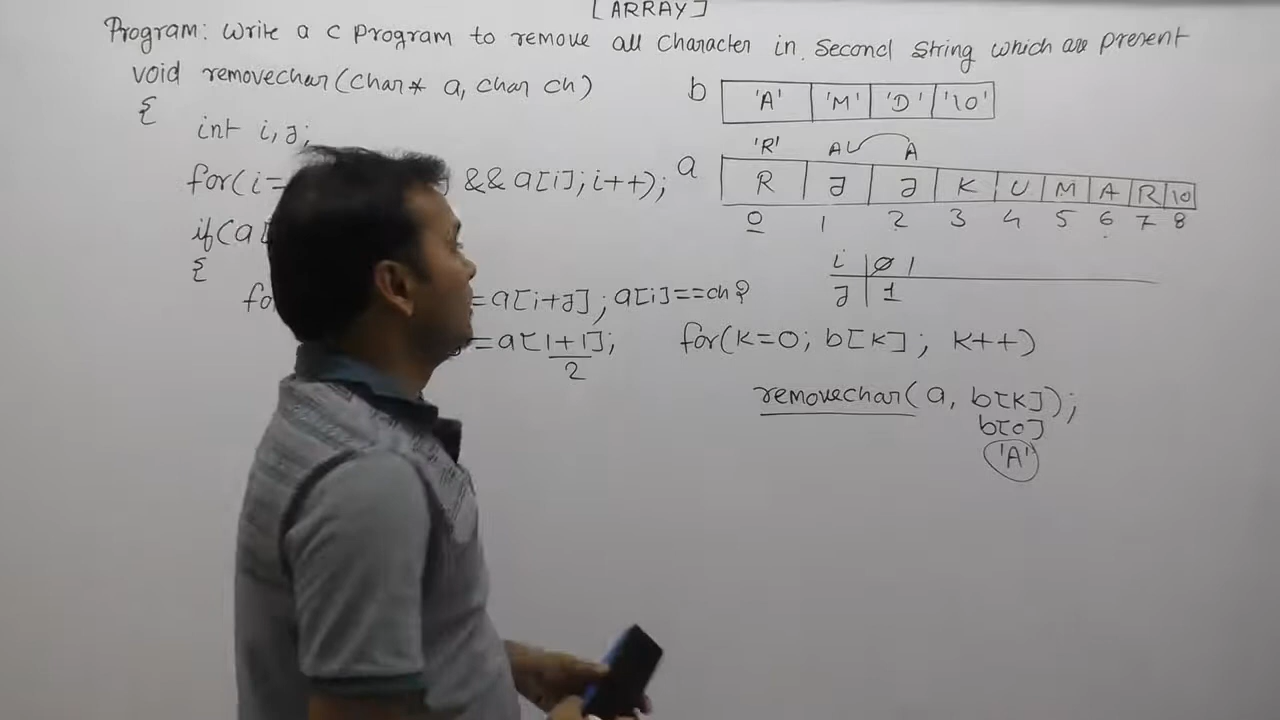 [ARRAY]
Program: Write a C program to remove all character in second string which are present
void removechar(char* a, char ch)
{
int i, J;
for(i= && a[i]; i++);
if(a[
{
fo =a[i+J]; a[i]==ch?
=a[1+1];
2
b 'A' 'M' 'D' '\0'
'R' A A
a R J J K U M A R \0
0 1 2 3 4 5 6 7 8
i 0 1
J 1
for(K=0; b[K]; K++)
removechar(a, b[K]);
b[0]
'A'